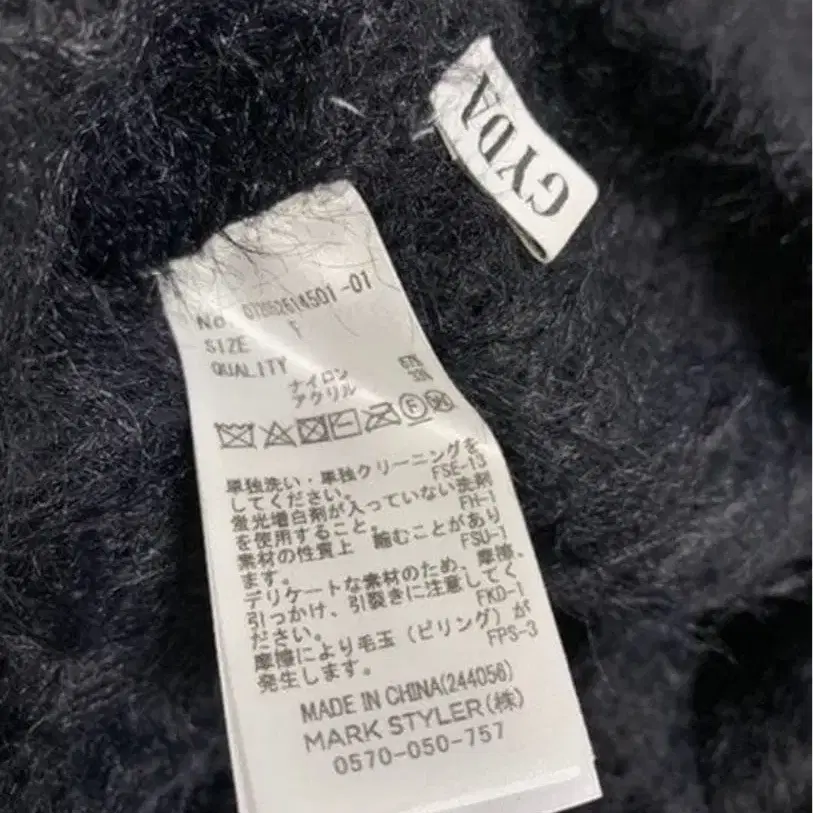 GYDA
No 07852614501-01
SIZE
QUALITY
ナイロン
アクリル
単独洗い・単独クリーニングを
してください。 FSE-13
蛍光増白剤が入っていない洗剤
を使用すること。 FH-1
素材の性質上 縮むことがあり
ます。 FSU-1
デリケートな素材のため、摩擦、
引っかけ、引裂きに注意してく
ださい。 FKD-1
摩擦により毛玉（ピリング）が
発生します。 FPS-3
MADE IN CHINA(244056)
MARK STYLER(株)
0570-050-757